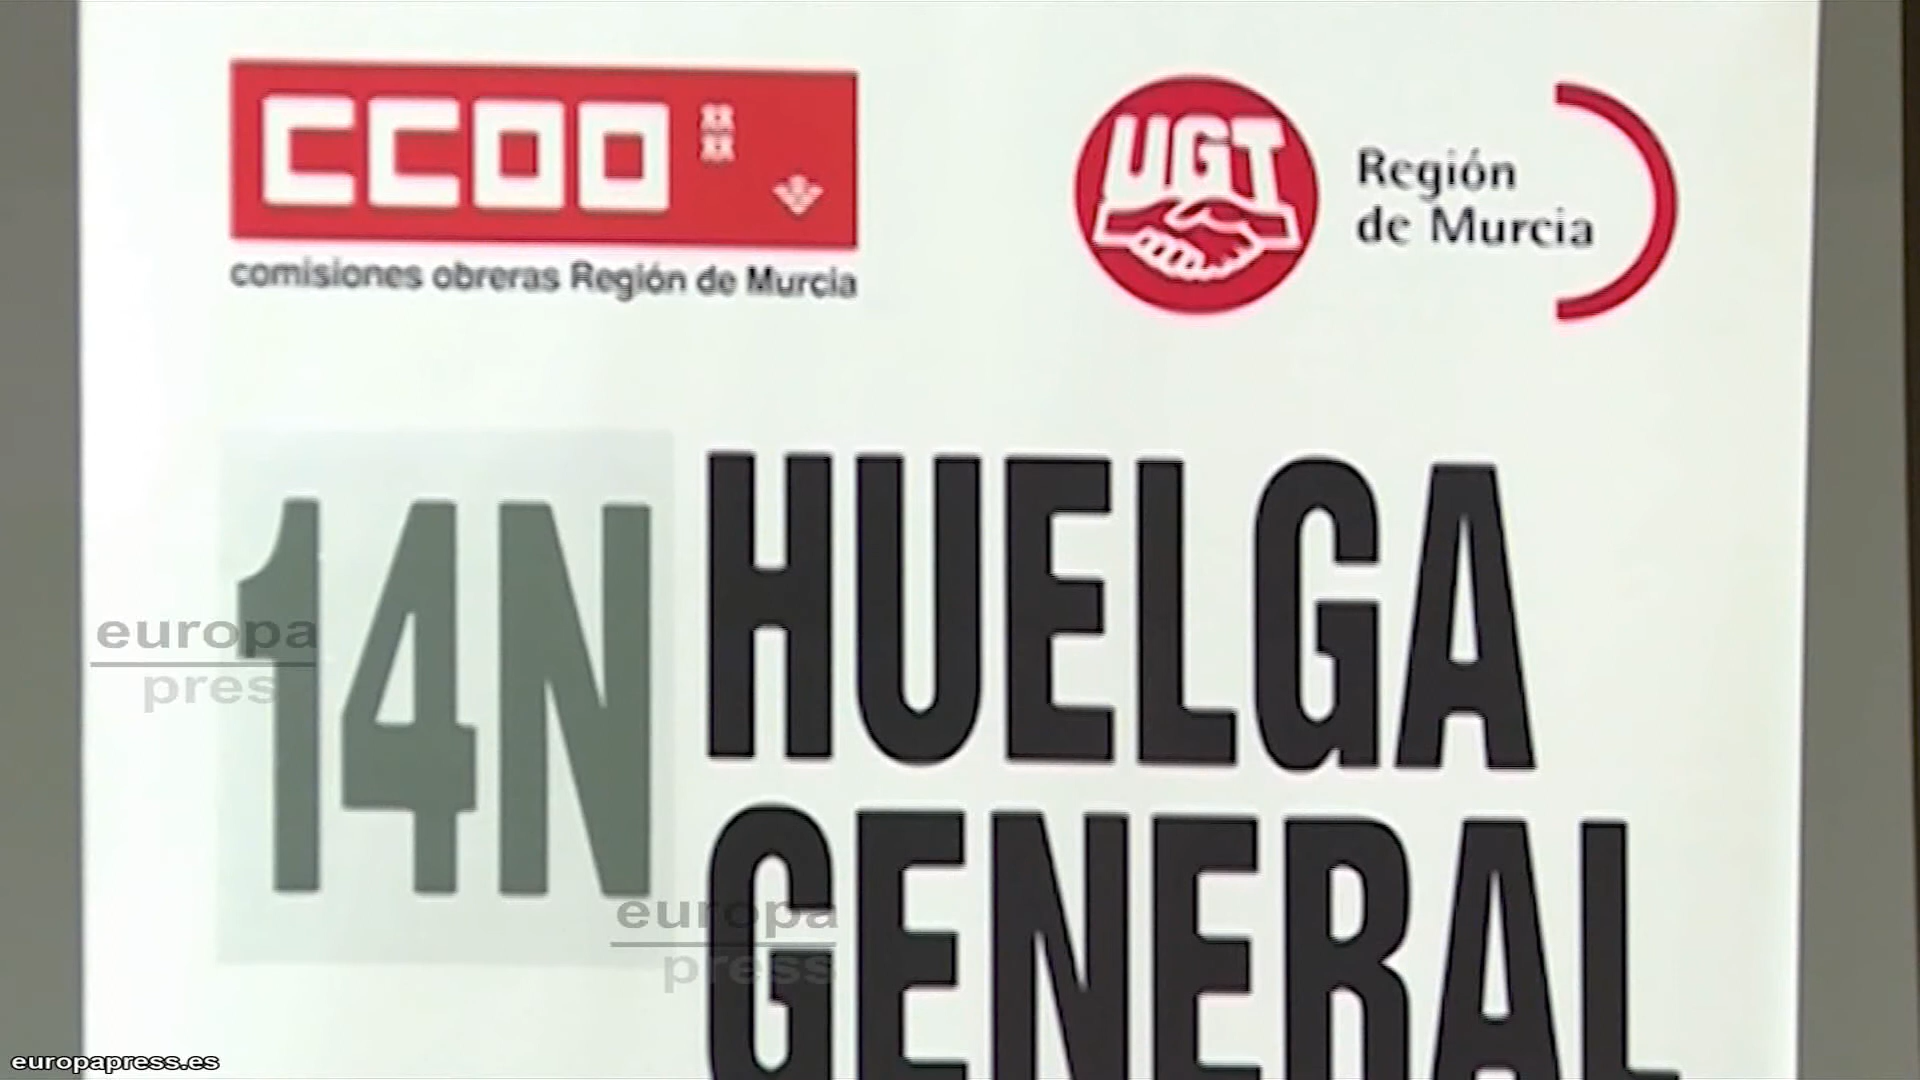 CCOO
comisiones obreras Región de Murcia
UGT
Región
de Murcia
14N
HUELGA
GENERAL
europa
press
europa
press
europapress.es